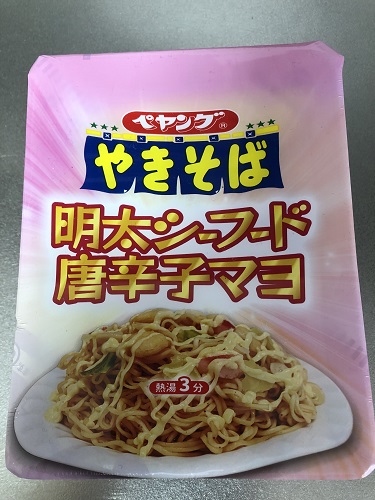 ペヤング®
やきそば
明太シーフード
唐辛子マヨ
熱湯3分